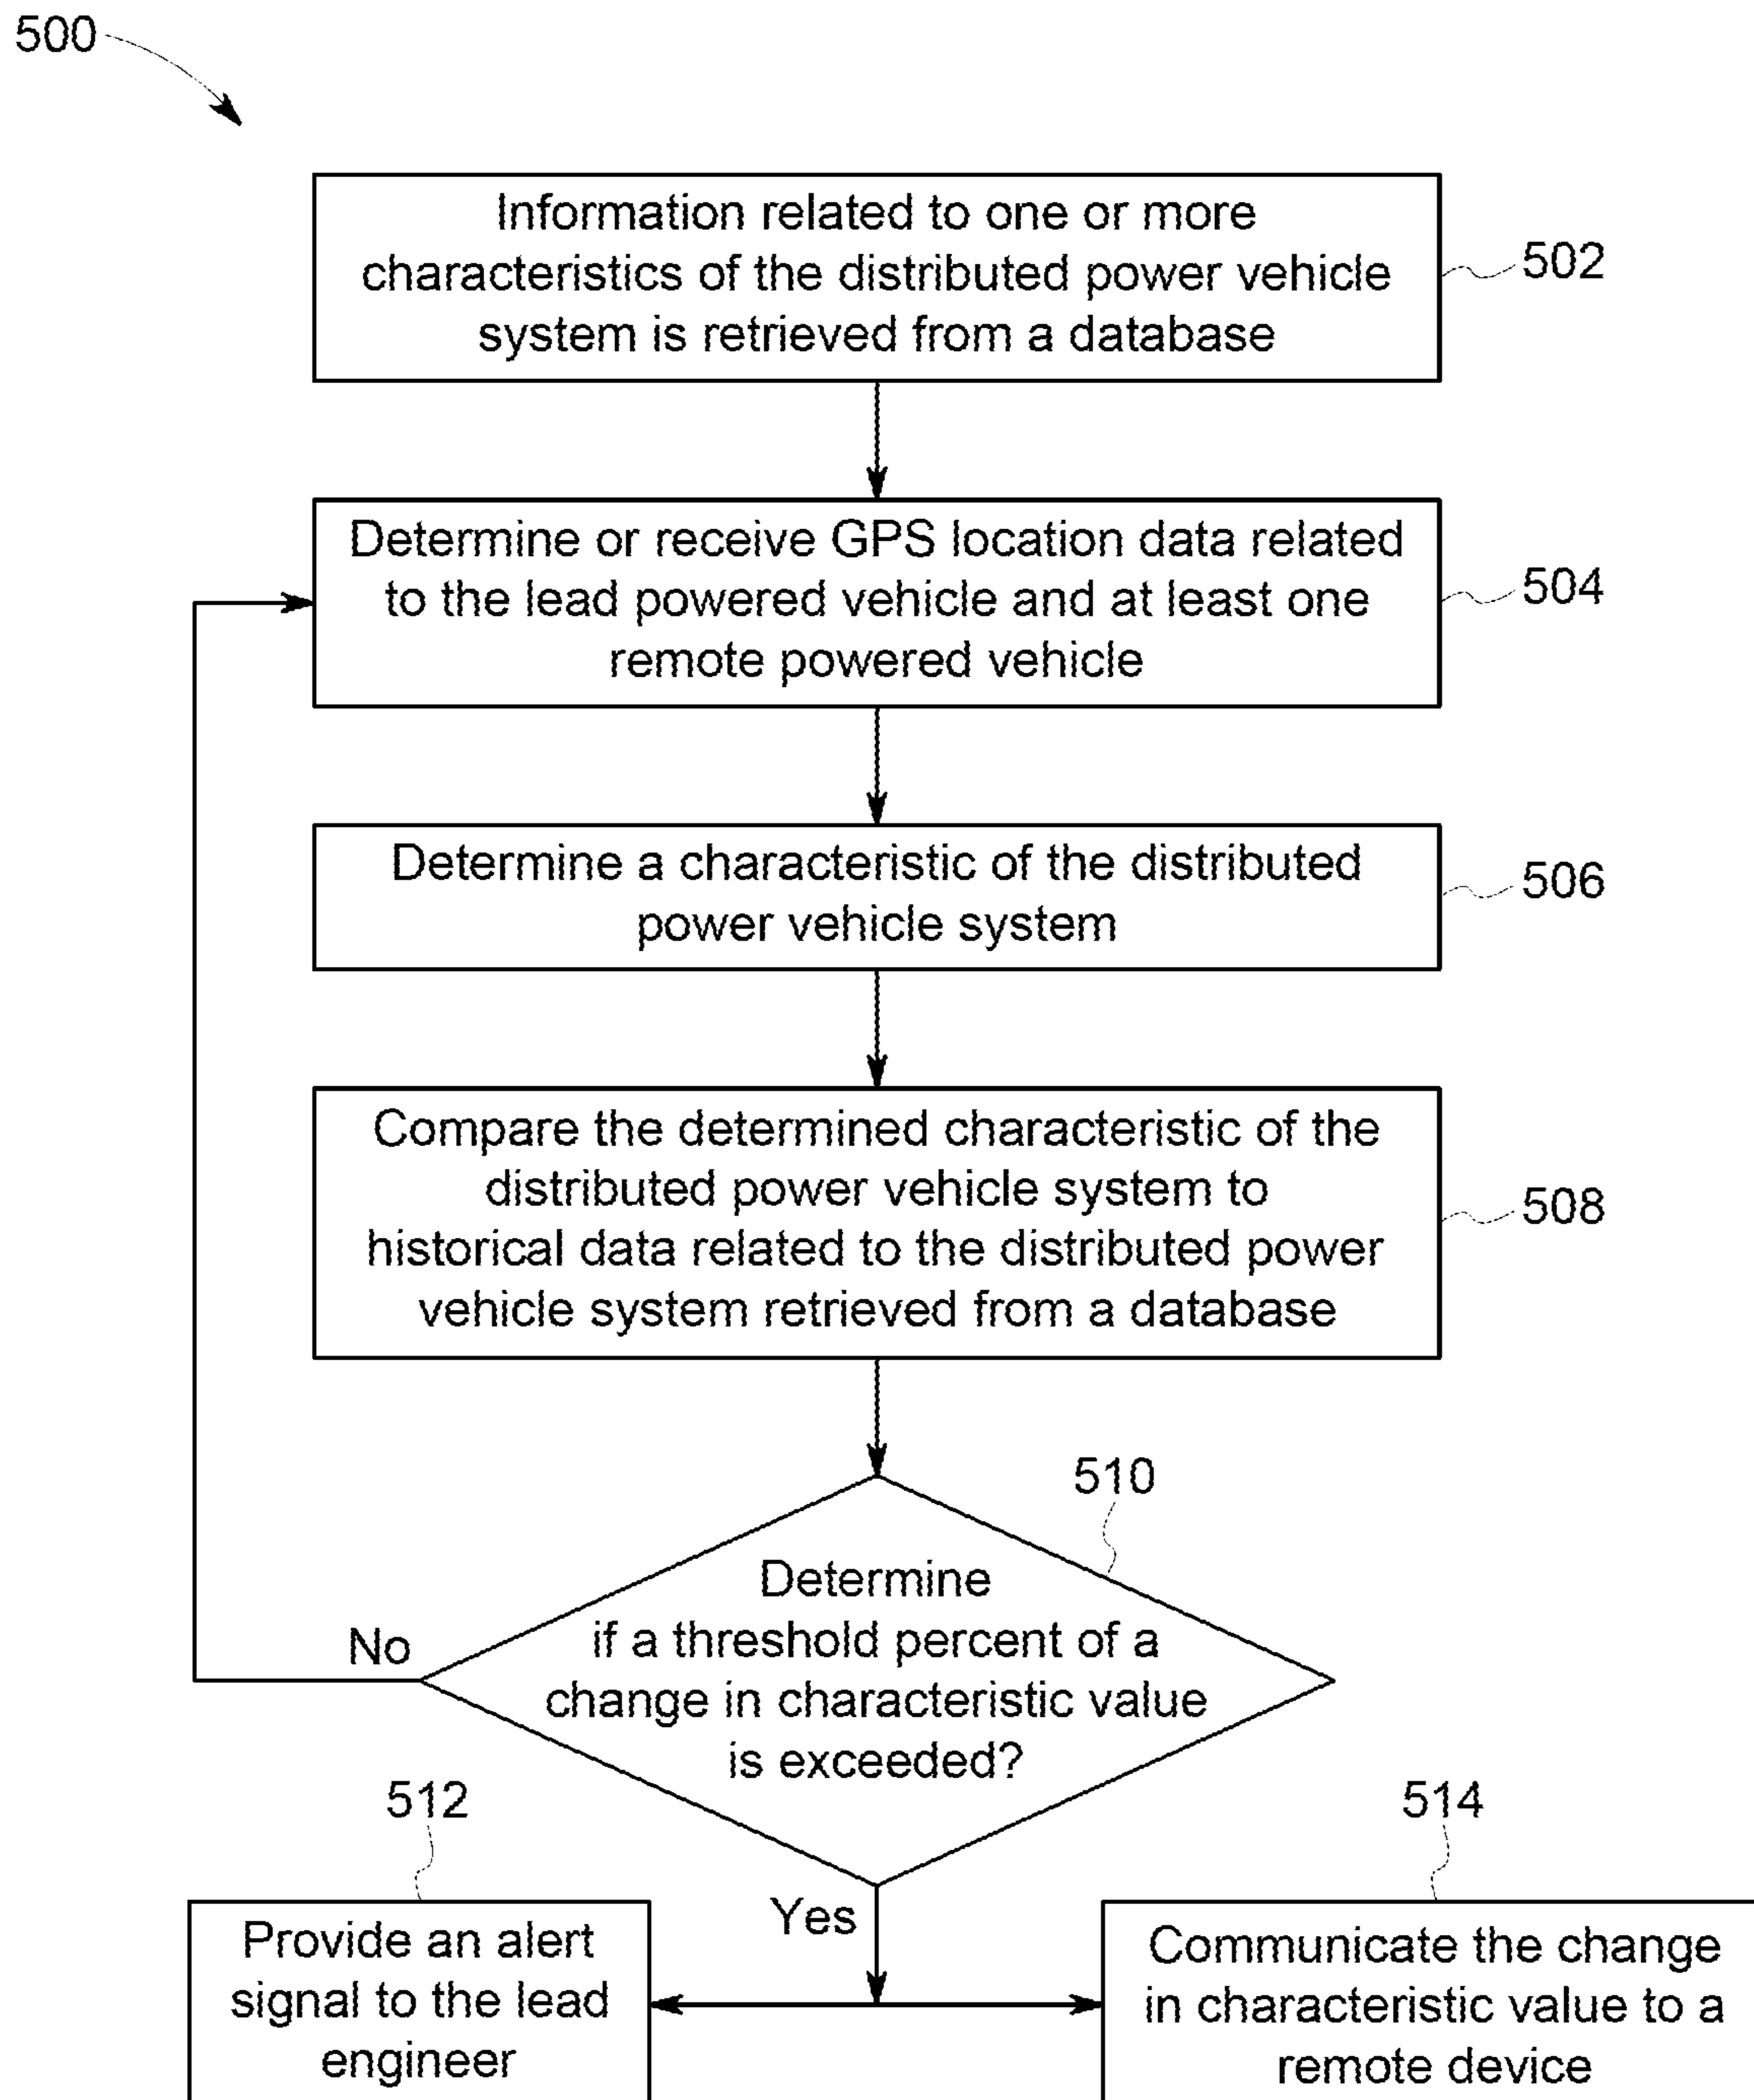 500
Information related to one or more
characteristics of the distributed power vehicle
system is retrieved from a database
502
Determine or receive GPS location data related
to the lead powered vehicle and at least one
remote powered vehicle
504
Determine a characteristic of the distributed
power vehicle system
506
Compare the determined characteristic of the
distributed power vehicle system to
historical data related to the distributed power
vehicle system retrieved from a database
508
510
Determine
if a threshold percent of a
change in characteristic value
is exceeded?
No
Yes
512
Provide an alert
signal to the lead
engineer
514
Communicate the change
in characteristic value to a
remote device